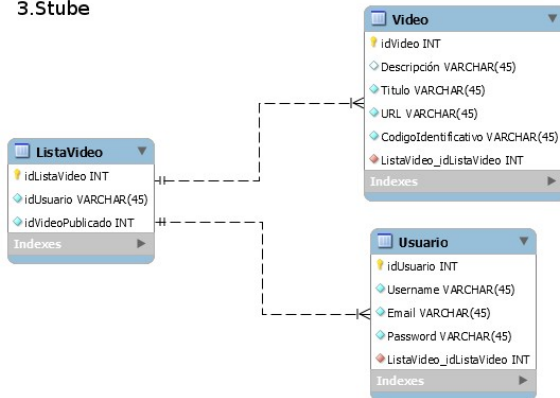 3.Stube
Video
idVideo INT
Descripción VARCHAR(45)
Titulo VARCHAR(45)
URL VARCHAR(45)
CodigoIdentificativo VARCHAR(45)
ListaVideo_idListaVideo INT
Indexes
ListaVideo
idListaVideo INT
idUsuario VARCHAR(45)
idVideoPublicado INT
Indexes
Usuario
idUsuario INT
Username VARCHAR(45)
Email VARCHAR(45)
Password VARCHAR(45)
ListaVideo_idListaVideo INT
Indexes